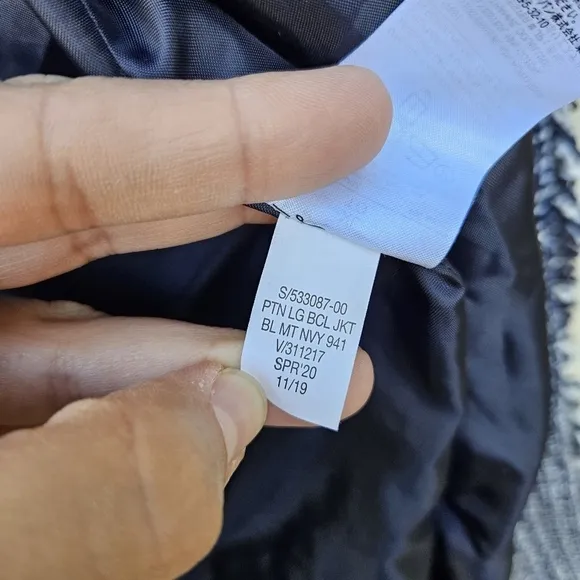 S/533087-00
PTN LG BCL JKT
BL MT NVY 941
V/311217
SPR'20
11/19